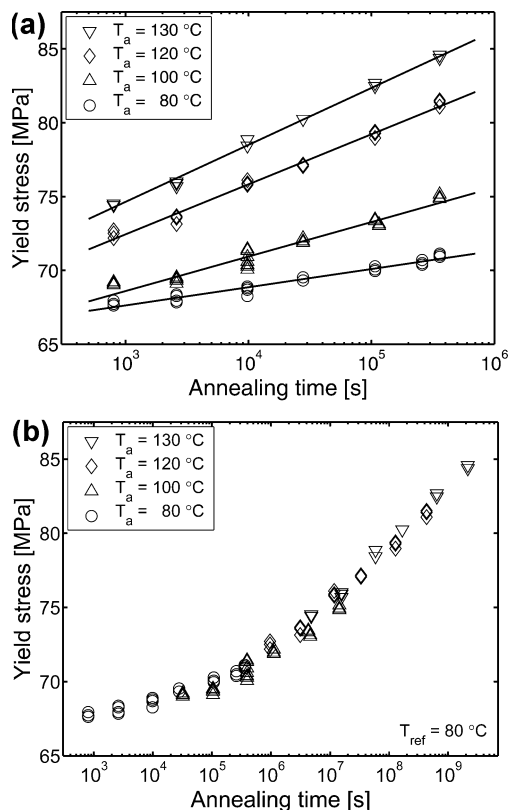 (a)
T_a = 130 °C
T_a = 120 °C
T_a = 100 °C
T_a = 80 °C
85
80
75
70
65
Yield stress [MPa]
10^3 10^4 10^5 10^6
Annealing time [s]
(b)
T_a = 130 °C
T_a = 120 °C
T_a = 100 °C
T_a = 80 °C
85
80
75
70
65
Yield stress [MPa]
T_ref = 80 °C
10^3 10^4 10^5 10^6 10^7 10^8 10^9
Annealing time [s]